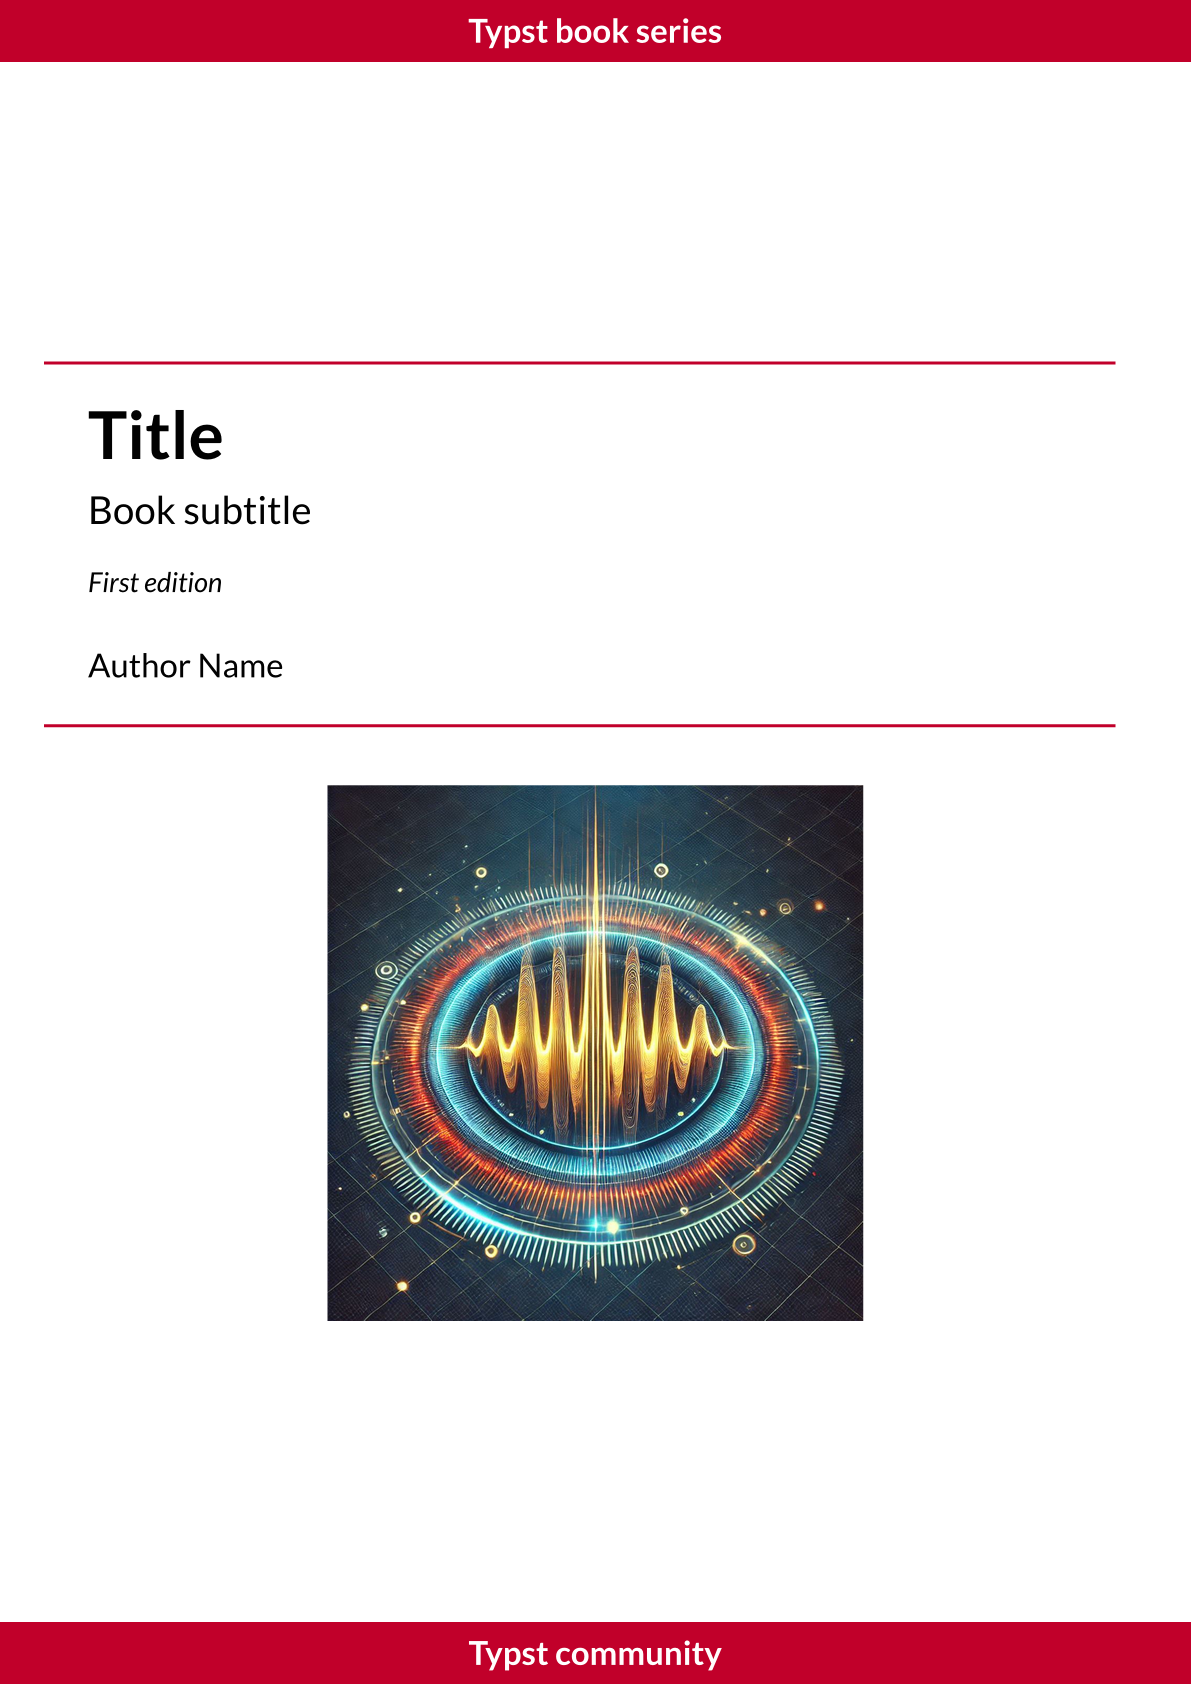 Typst book series
Title
Book subtitle
First edition
Author Name
Typst community